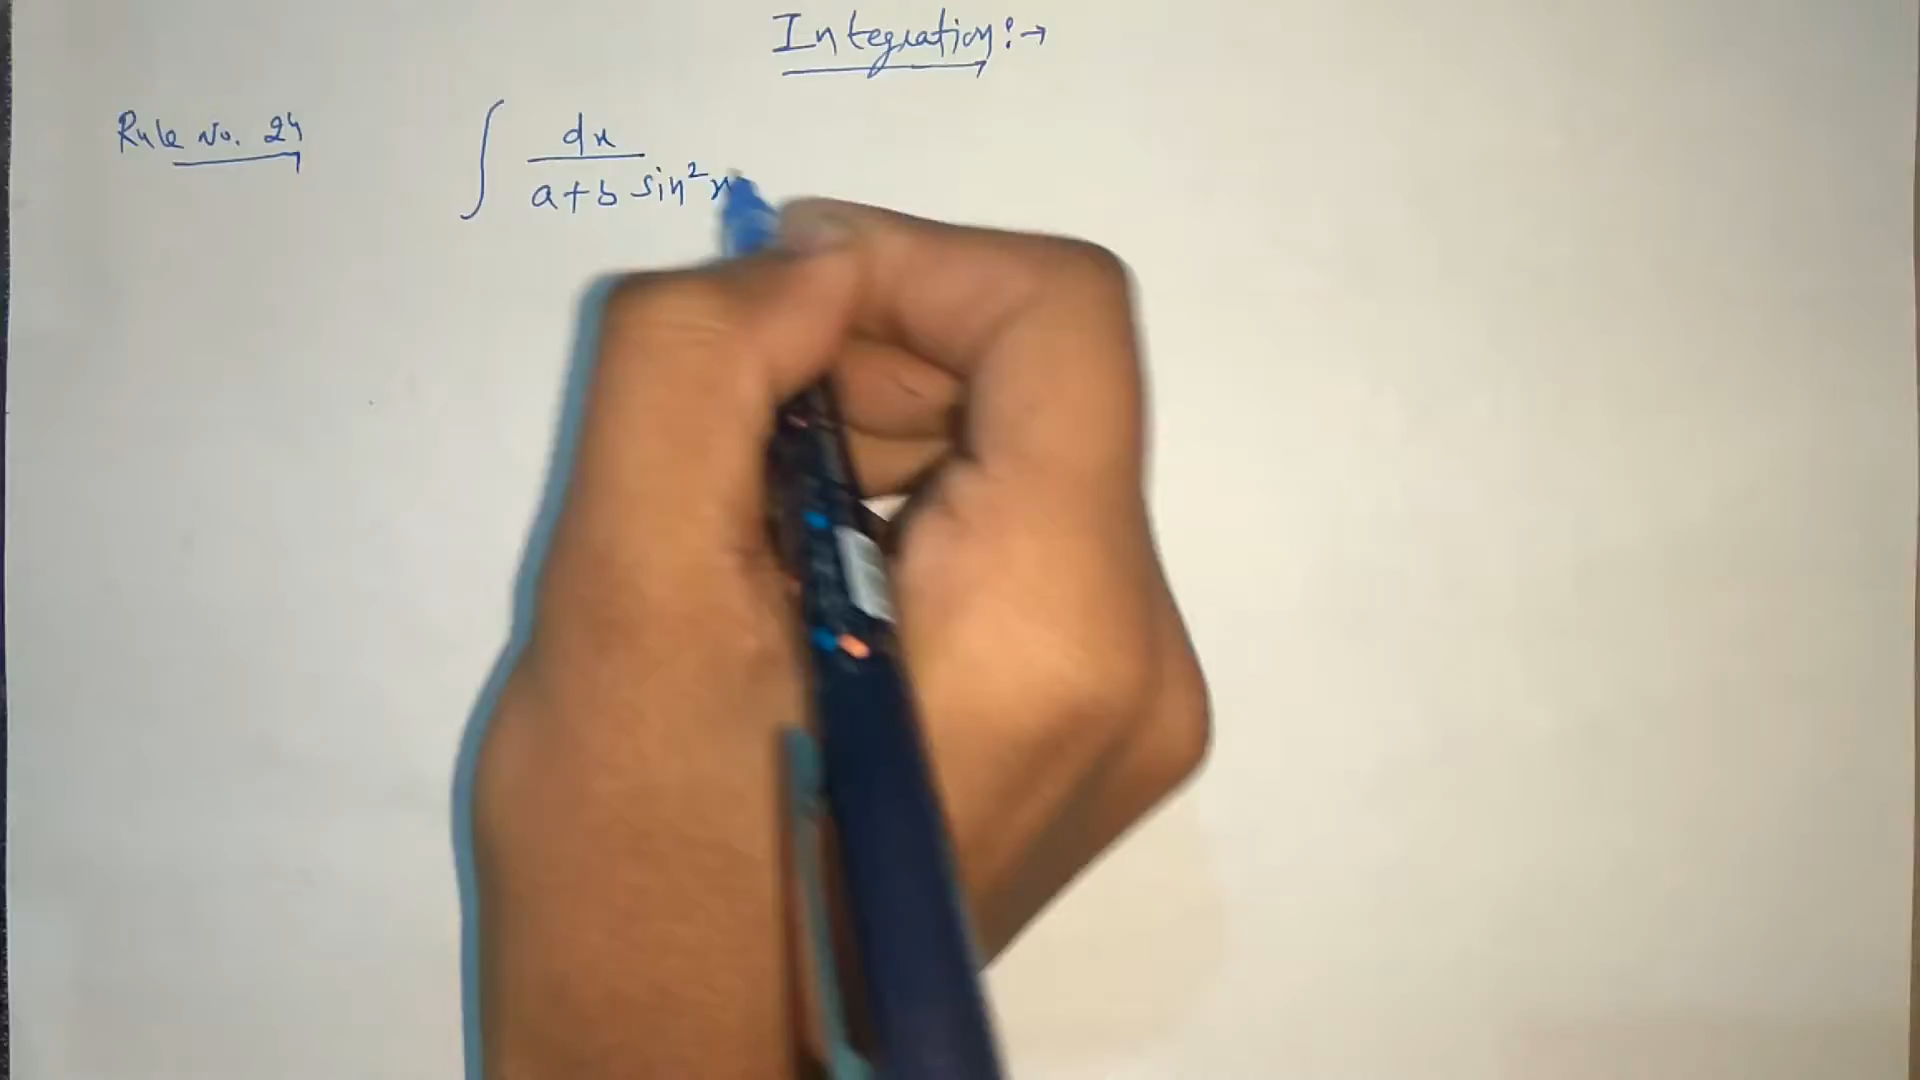 Integration:→
Rule No. 24
∫ dx / a+b sin²x